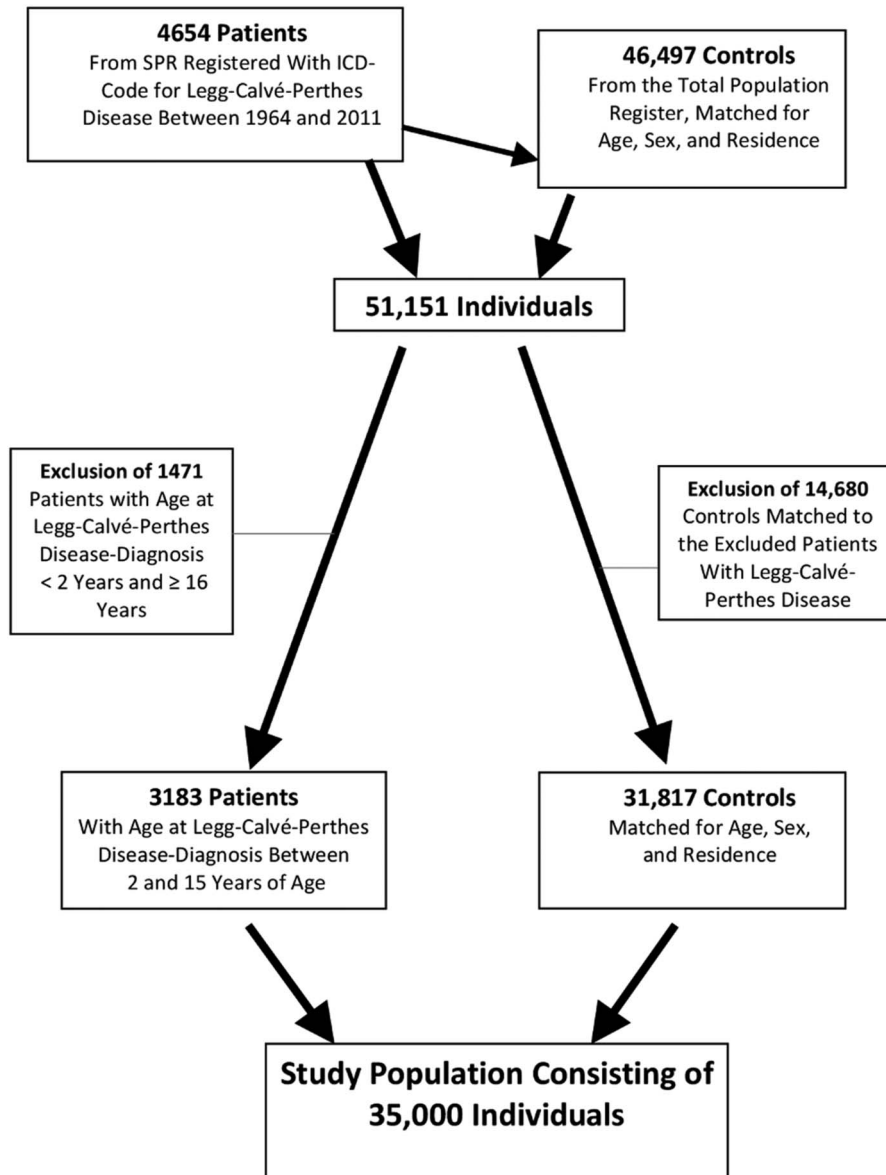 4654 Patients
From SPR Registered With ICD-
Code for Legg-Calvé-Perthes
Disease Between 1964 and 2011
46,497 Controls
From the Total Population
Register, Matched for
Age, Sex, and Residence
51,151 Individuals
Exclusion of 1471
Patients with Age at
Legg-Calvé-Perthes
Disease-Diagnosis
< 2 Years and ≥ 16
Years
Exclusion of 14,680
Controls Matched to
the Excluded Patients
With Legg-Calvé-
Perthes Disease
3183 Patients
With Age at Legg-Calvé-Perthes
Disease-Diagnosis Between
2 and 15 Years of Age
31,817 Controls
Matched for Age, Sex,
and Residence
Study Population Consisting of
35,000 Individuals